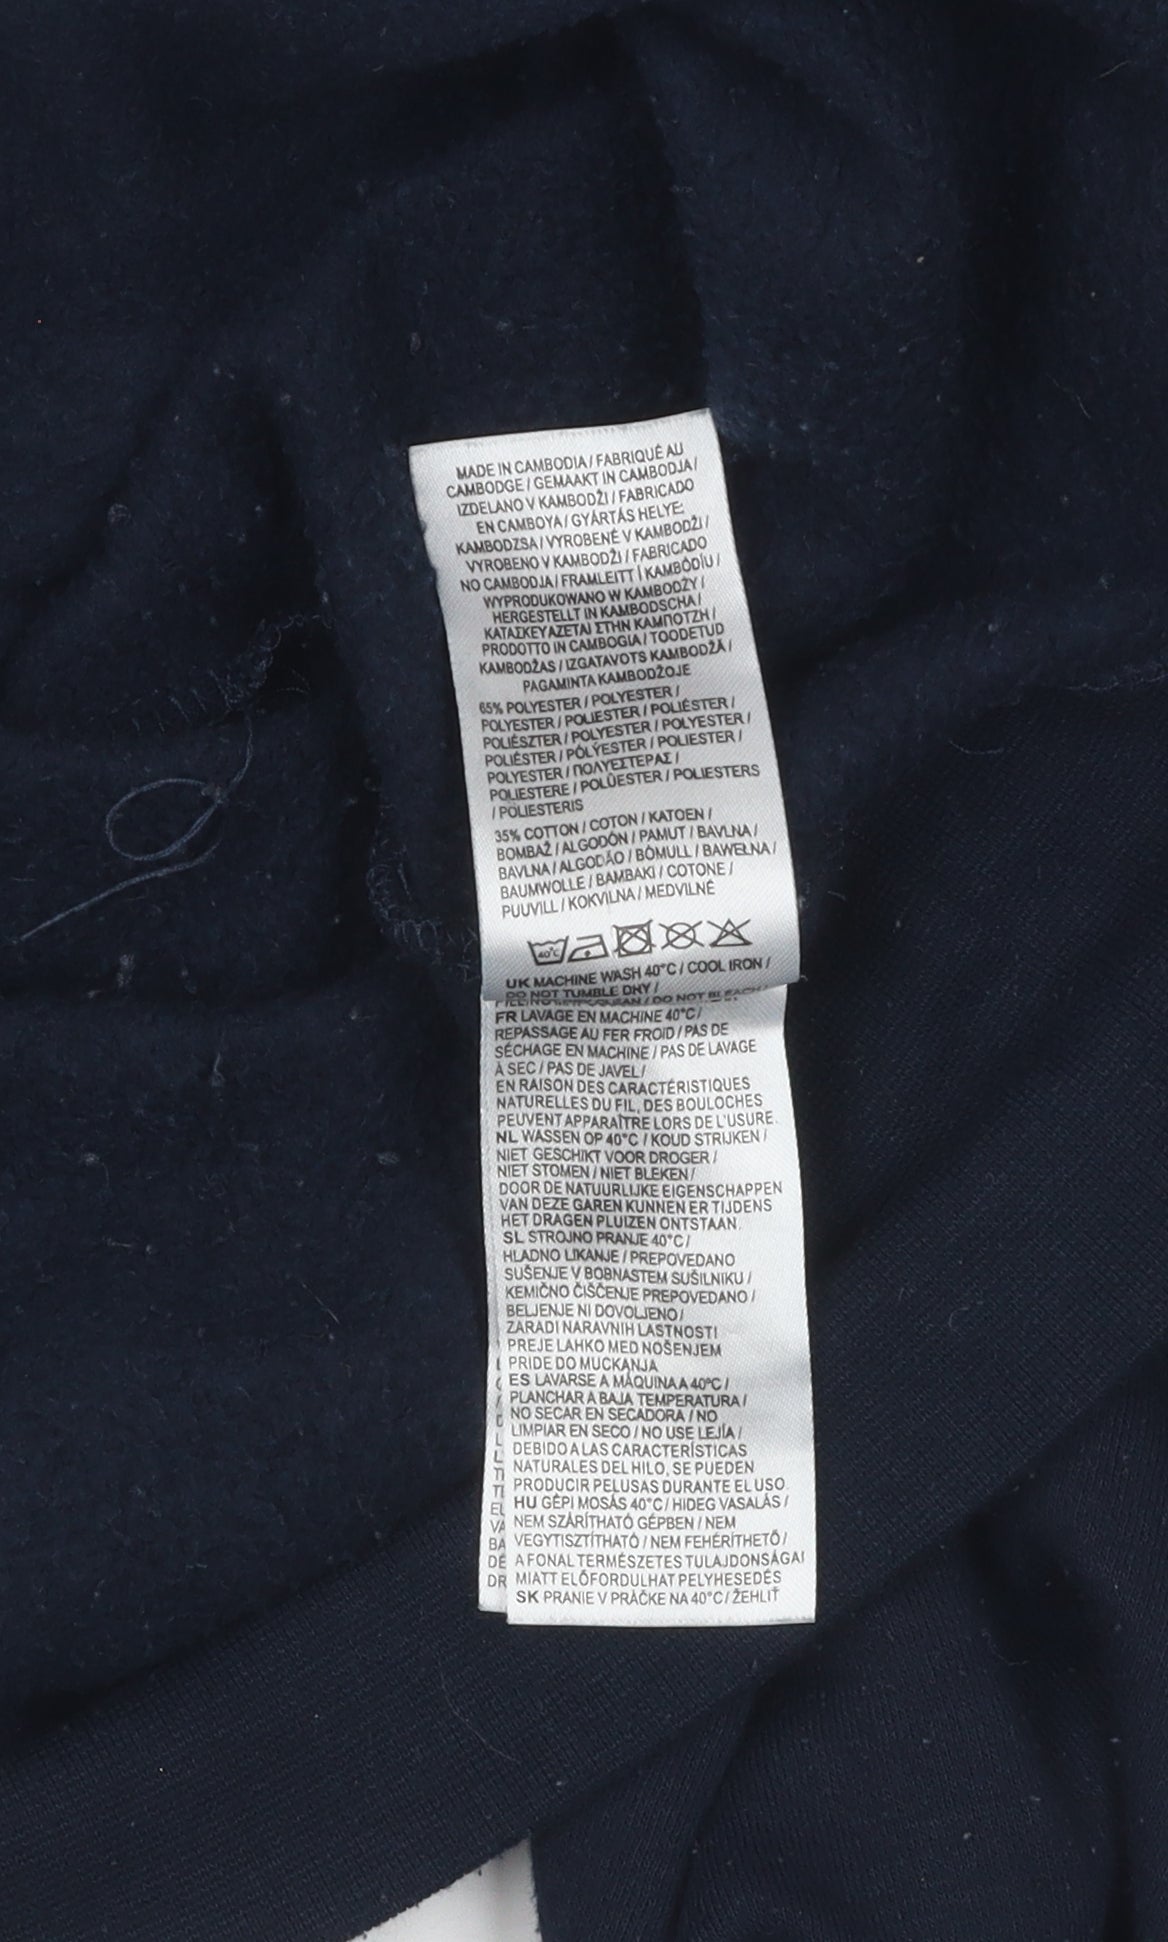 MADE IN CAMBODIA / FABRIQUÉ AU
CAMBODGE / GEMAAKT IN CAMBODJA /
IZDELANO V KAMBODŽI / FABRICADO
EN CAMBOYA / GYÁRTÁS HELYE:
KAMBODZSA / VYROBENÉ V KAMBODŽI /
VYROBENO V KAMBODŽI / FABRICADO
NO CAMBODJA / FRAMLEITT Í KAMBÓDÍU /
WYPRODUKOWANO W KAMBODŻY /
HERGESTELLT IN KAMBODSCHA /
ΚΑΤΑΣΚΕΥΑΖΕΤΑΙ ΣΤΗΝ ΚΑΜΠΟΤΖΗ /
PRODOTTO IN CAMBOGIA / TOODETUD
KAMBODŽAS / IZGATAVOTS KAMBODŽĀ /
PAGAMINTA KAMBODŽOJE
65% POLYESTER / POLYESTER /
POLYESTER / POLIESTER / POLIÉSTER /
POLIÉSZTER / POLYESTER / POLYESTER /
POLIÉSTER / PÓLÝESTER / POLIESTER /
POLYESTER / ΠΟΛΥΕΣΤΕΡΑΣ /
POLIESTERE / POLÜESTER / POLIESTERS
/ POLIESTERIS
35% COTTON / COTON / KATOEN /
BOMBAŽ / ALGODÓN / PAMUT / BAVLNA /
BAVLNA / ALGODÃO / BÓMULL / BAWEŁNA /
BAUMWOLLE / BAMBAKI / COTONE /
PUUVILL / KOKVILNA / MEDVILNĖ
40°C
UK MACHINE WASH 40°C / COOL IRON /
DO NOT TUMBLE DRY /
DO NOT BLEACH /
FR LAVAGE EN MACHINE 40°C /
REPASSAGE AU FER FROID / PAS DE
SÉCHAGE EN MACHINE / PAS DE LAVAGE
À SEC / PAS DE JAVEL /
EN RAISON DES CARACTÉRISTIQUES
NATURELLES DU FIL, DES BOULOCHES
PEUVENT APPARAÎTRE LORS DE L'USURE.
NL WASSEN OP 40°C / KOUD STRIJKEN /
NIET GESCHIKT VOOR DROGER /
NIET STOMEN / NIET BLEKEN /
DOOR DE NATUURLIJKE EIGENSCHAPPEN
VAN DEZE GAREN KUNNEN ER TIJDENS
HET DRAGEN PLUIZEN ONTSTAAN.
SL STROJNO PRANJE 40°C /
HLADNO LIKANJE / PREPOVEDANO
SUŠENJE V BOBNASTEM SUŠILNIKU /
KEMIČNO ČIŠČENJE PREPOVEDANO /
BELJENJE NI DOVOLJENO /
ZARADI NARAVNIH LASTNOSTI
PREJE LAHKO MED NOŠENJEM
PRIDE DO MUCKANJA
ES LAVARSE A MÁQUINA A 40°C /
PLANCHAR A BAJA TEMPERATURA /
NO SECAR EN SECADORA / NO
LIMPIAR EN SECO / NO USE LEJÍA /
DEBIDO A LAS CARACTERÍSTICAS
NATURALES DEL HILO, SE PUEDEN
PRODUCIR PELUSAS DURANTE EL USO.
HU GÉPI MOSÁS 40°C / HIDEG VASALÁS /
NEM SZÁRÍTHATÓ GÉPBEN / NEM
VEGYTISZTÍTHATÓ / NEM FEHÉRÍTHETŐ /
A FONAL TERMÉSZETES TULAJDONSÁGAI
MIATT ELŐFORDULHAT PELYHESEDÉS
SK PRANIE V PRÁČKE NA 40°C / ŽEHLIŤ